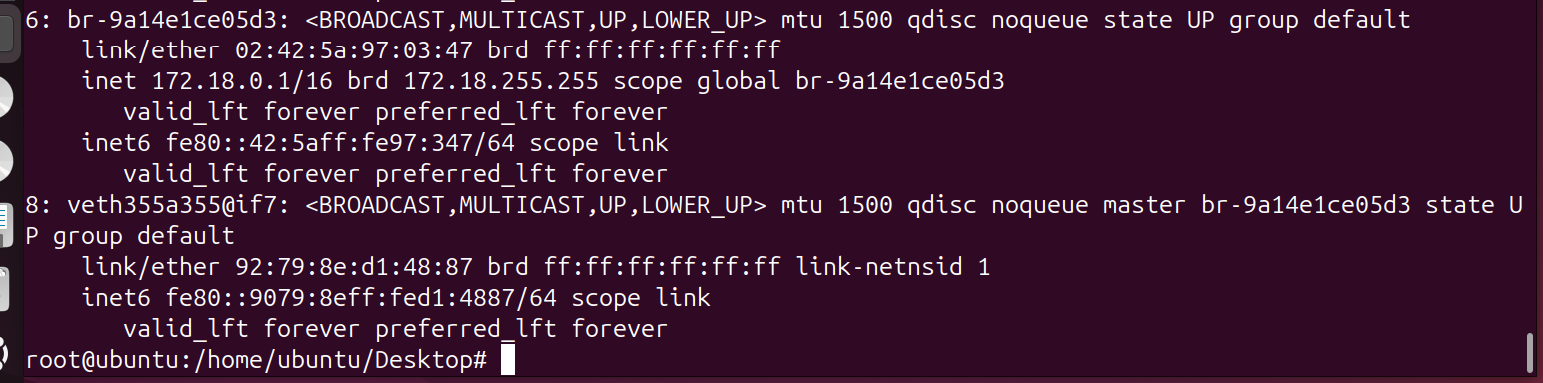 6: br-9a14e1ce05d3: <BROADCAST,MULTICAST,UP,LOWER_UP> mtu 1500 qdisc noqueue state UP group default
    link/ether 02:42:5a:97:03:47 brd ff:ff:ff:ff:ff:ff
    inet 172.18.0.1/16 brd 172.18.255.255 scope global br-9a14e1ce05d3
       valid_lft forever preferred_lft forever
    inet6 fe80::42:5aff:fe97:347/64 scope link
       valid_lft forever preferred_lft forever
8: veth355a355@if7: <BROADCAST,MULTICAST,UP,LOWER_UP> mtu 1500 qdisc noqueue master br-9a14e1ce05d3 state U
P group default
    link/ether 92:79:8e:d1:48:87 brd ff:ff:ff:ff:ff:ff link-netnsid 1
    inet6 fe80::9079:8eff:fed1:4887/64 scope link
       valid_lft forever preferred_lft forever
root@ubuntu:/home/ubuntu/Desktop#